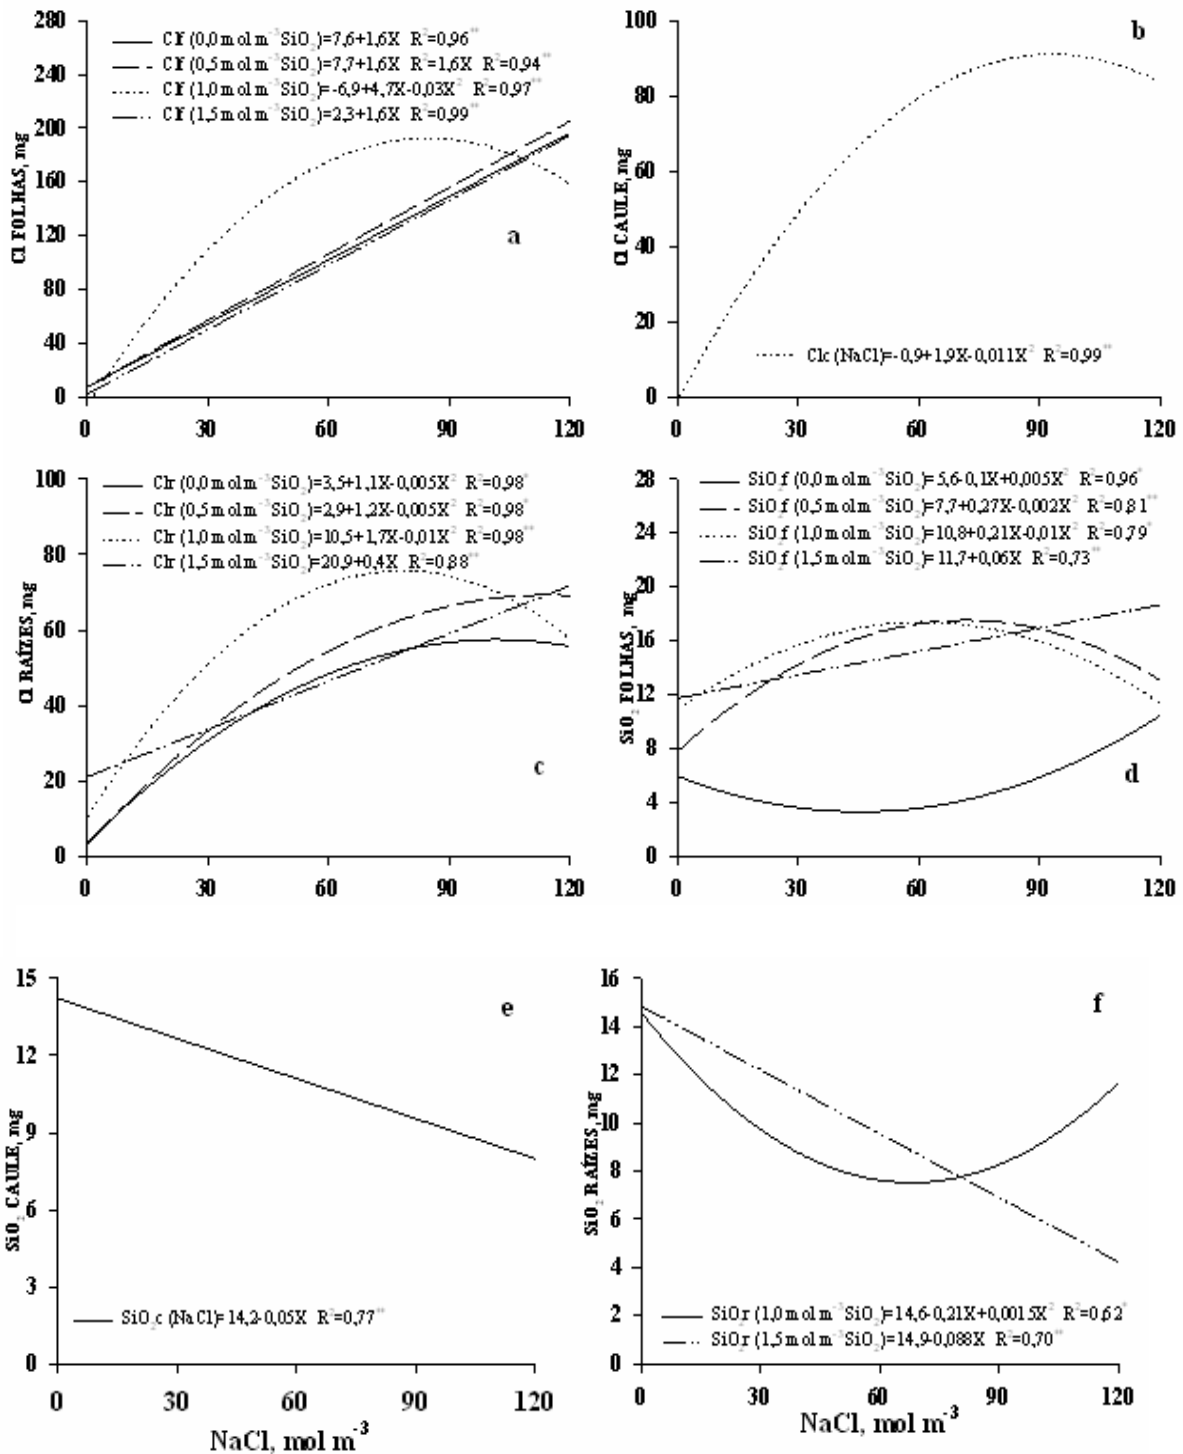 280
240
200
160
120
80
40
0
Cl FOLHAS, mg
Clf (0,0 mol m⁻³ SiO₂)=7,6+1,6X R²=0,96**
Clf (0,5 mol m⁻³ SiO₂)=7,7+1,6X R²=1,6X R²=0,94**
Clf (1,0 mol m⁻³ SiO₂)=-6,9+4,7X-0,03X² R²=0,97**
Clf (1,5 mol m⁻³ SiO₂)=2,3+1,6X R²=0,99**
a
0 30 60 90 120
100
80
60
40
20
0
Cl CAULE, mg
b
Clc (NaCl)=-0,9+1,9X-0,011X² R²=0,99**
0 30 60 90 120
100
80
60
40
20
0
Cl RAÍZES, mg
Clr (0,0 mol m⁻³ SiO₂)=3,5+1,1X-0,005X² R²=0,98*
Clr (0,5 mol m⁻³ SiO₂)=2,9+1,2X-0,005X² R²=0,98*
Clr (1,0 mol m⁻³ SiO₂)=10,5+1,7X-0,01X² R²=0,98**
Clr (1,5 mol m⁻³ SiO₂)=20,9+0,4X R²=0,88**
c
0 30 60 90 120
28
24
20
16
12
8
4
0
SiO₂ FOLHAS, mg
SiO₂f (0,0 mol m⁻³ SiO₂)=5,6-0,1X+0,005X² R²=0,96*
SiO₂f (0,5 mol m⁻³ SiO₂)=7,7+0,27X-0,002X² R²=0,81**
SiO₂f (1,0 mol m⁻³ SiO₂)=10,8+0,21X-0,01X² R²=0,79*
SiO₂f (1,5 mol m⁻³ SiO₂)=11,7+0,06X R²=0,73**
d
0 30 60 90 120
15
12
9
6
3
0
SiO₂ CAULE, mg
e
SiO₂c (NaCl)=14,2-0,05X R²=0,77**
0 30 60 90 120
NaCl, mol m⁻³
16
14
12
10
8
6
4
2
0
SiO₂ RAÍZES, mg
f
SiO₂r (1,0 mol m⁻³ SiO₂)=14,6-0,21X+0,0015X² R²=0,62*
SiO₂r (1,5 mol m⁻³ SiO₂)=14,9-0,088X R²=0,70**
0 30 60 90 120
NaCl, mol m⁻³